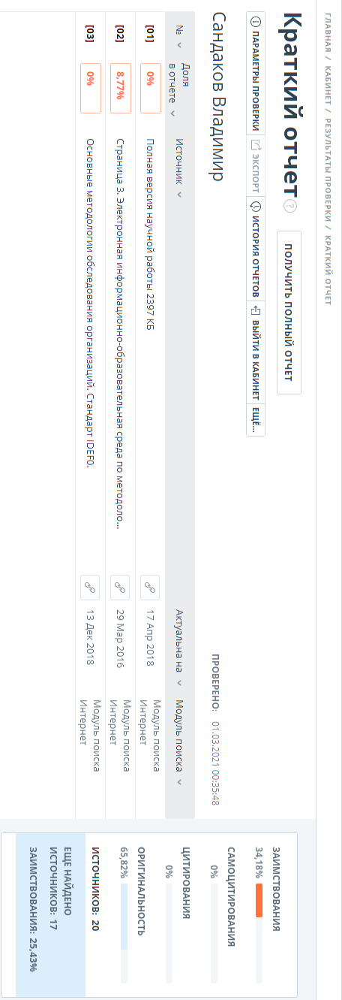 ГЛАВНАЯ / КАБИНЕТ / РЕЗУЛЬТАТЫ ПРОВЕРКИ / КРАТКИЙ ОТЧЕТ
Краткий отчет ? ПОЛУЧИТЬ ПОЛНЫЙ ОТЧЕТ
ПАРАМЕТРЫ ПРОВЕРКИ ЭКСПОРТ ИСТОРИЯ ОТЧЕТОВ ВЫЙТИ В КАБИНЕТ ЕЩЁ...
Сандаков Владимир
ПРОВЕРЕНО: 01.03.2021 00:35:48
№ Доля в отчете Источник Актуальна на Модуль поиска
[01] 0% Полная версия научной работы 2397 КБ 17 Апр 2018 Модуль поиска Интернет
[02] 8,77% Страница 3. Электронная информационно-образовательная среда по методоло... 29 Мар 2016 Модуль поиска Интернет
[03] 0% Основные методологии обследования организаций. Стандарт IDEF0. 13 Дек 2018 Модуль поиска Интернет
ЗАИМСТВОВАНИЯ
34,18%
САМОЦИТИРОВАНИЯ
0%
ЦИТИРОВАНИЯ
0%
ОРИГИНАЛЬНОСТЬ
65,82%
ИСТОЧНИКОВ: 20
ЕЩЕ НАЙДЕНО
ИСТОЧНИКОВ: 17
ЗАИМСТВОВАНИЯ: 25,43%